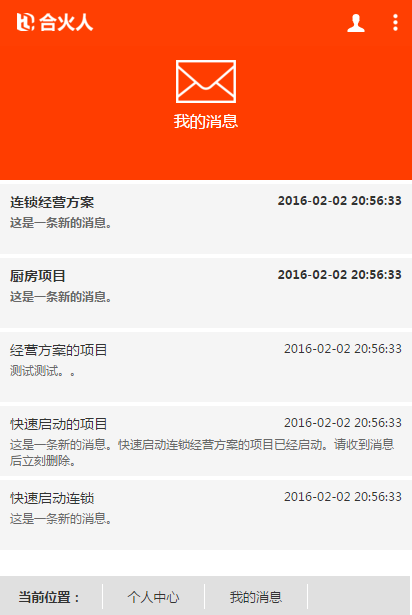 合火人
我的消息
连锁经营方案 2016-02-02 20:56:33
这是一条新的消息。
厨房项目 2016-02-02 20:56:33
这是一条新的消息。
经营方案的项目 2016-02-02 20:56:33
测试测试。。
快速启动的项目 2016-02-02 20:56:33
这是一条新的消息。快速启动连锁经营方案的项目已经启动。请收到消息
后立刻删除。
快速启动连锁 2016-02-02 20:56:33
这是一条新的消息。
当前位置： 个人中心 我的消息